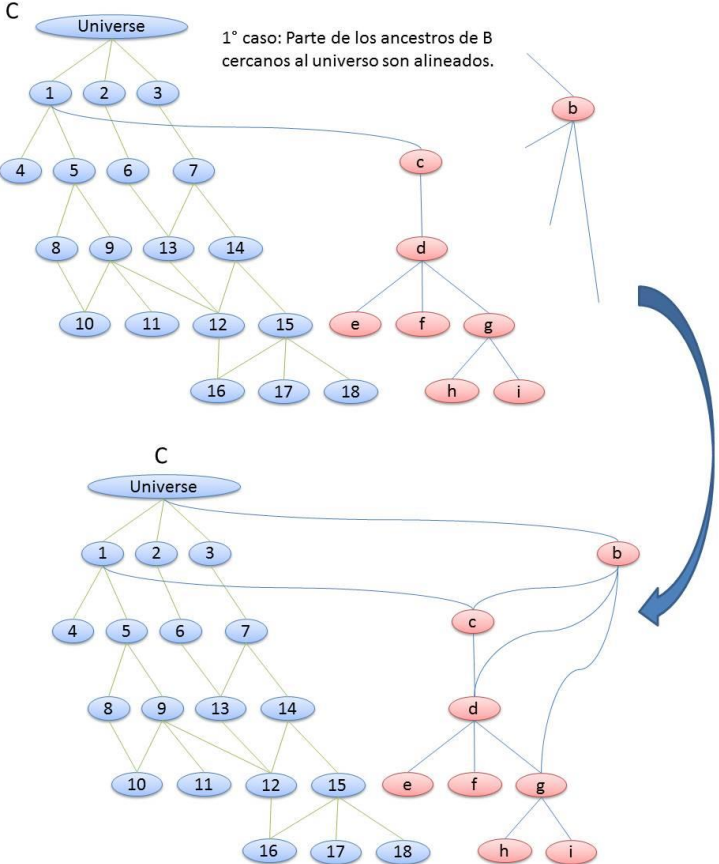 C
Universe
1° caso: Parte de los ancestros de B
cercanos al universo son alineados.
1 2 3 b
4 5 6 7 c
8 9 13 14 d
10 11 12 15 e f g
16 17 18 h i
C
Universe
1 2 3 b
4 5 6 7 c
8 9 13 14 d
10 11 12 15 e f g
16 17 18 h i